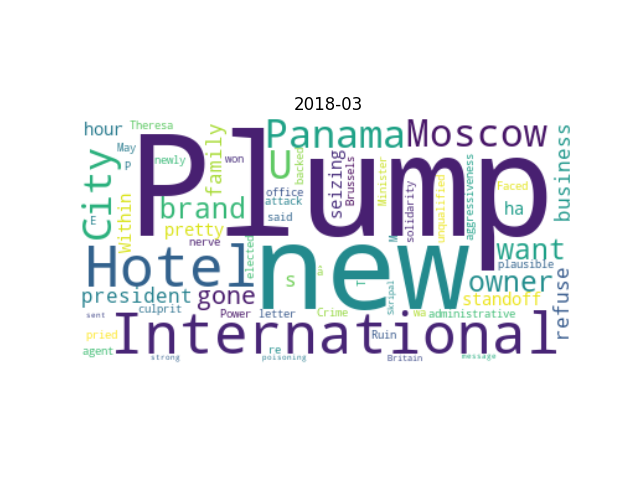 2018-03
hour Theresa Panama Moscow
May newly P won family U backed
Plump
City Within brand pretty nerve
office attack said seizing Brussels Minister solidarity unqualified aggressiveness
Faced ha business
want plausible
Hotel elected new s T M Skripal owner standoff
president gone culprit
E
refuse
sent pried agent International Power letter Crime wa administrative
Ruin
strong re poisoning Britain message